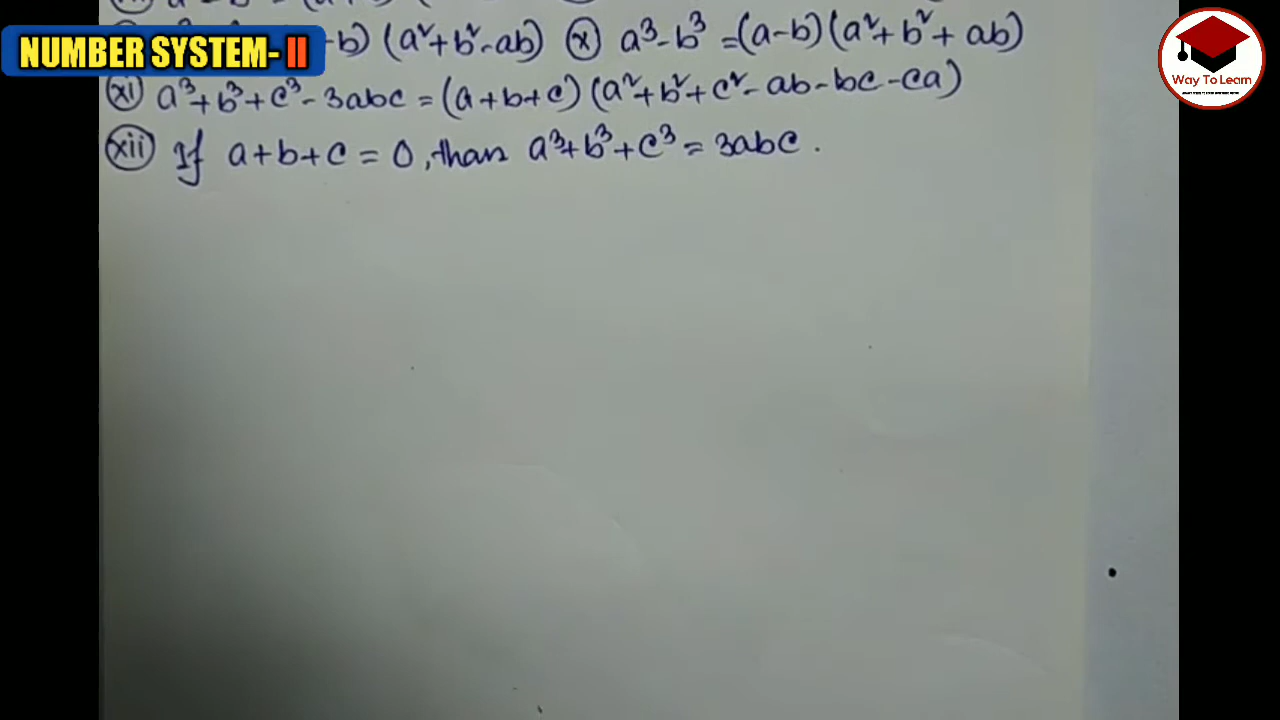 NUMBER SYSTEM-II
b) (a²+b²-ab) (x) a³-b³ =(a-b)(a²+b²+ab)
(xi) a³+b³+c³-3abc=(a+b+c)(a²+b²+c²-ab-bc-ca)
(xii) If a+b+c=0, than a³+b³+c³=3abc.
Way To Learn